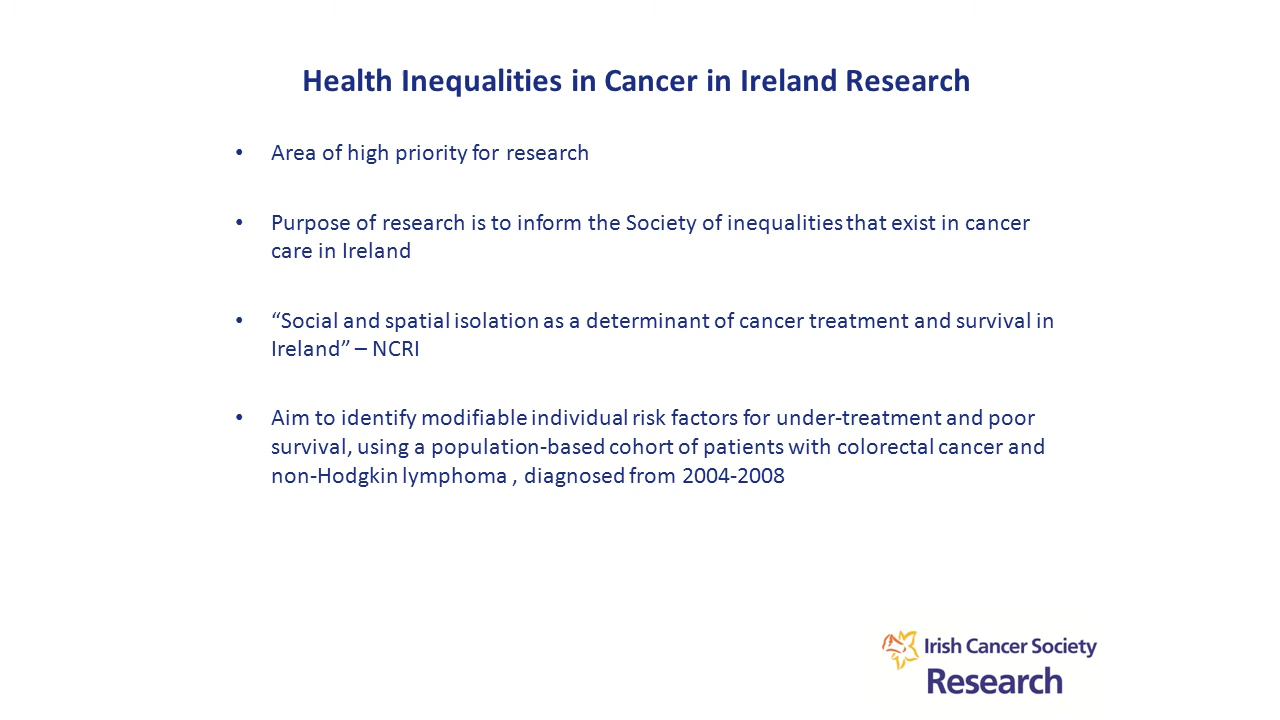 Health Inequalities in Cancer in Ireland Research
• Area of high priority for research
• Purpose of research is to inform the Society of inequalities that exist in cancer
care in Ireland
• “Social and spatial isolation as a determinant of cancer treatment and survival in
Ireland” – NCRI
• Aim to identify modifiable individual risk factors for under-treatment and poor
survival, using a population-based cohort of patients with colorectal cancer and
non-Hodgkin lymphoma , diagnosed from 2004-2008
Irish Cancer Society
Research